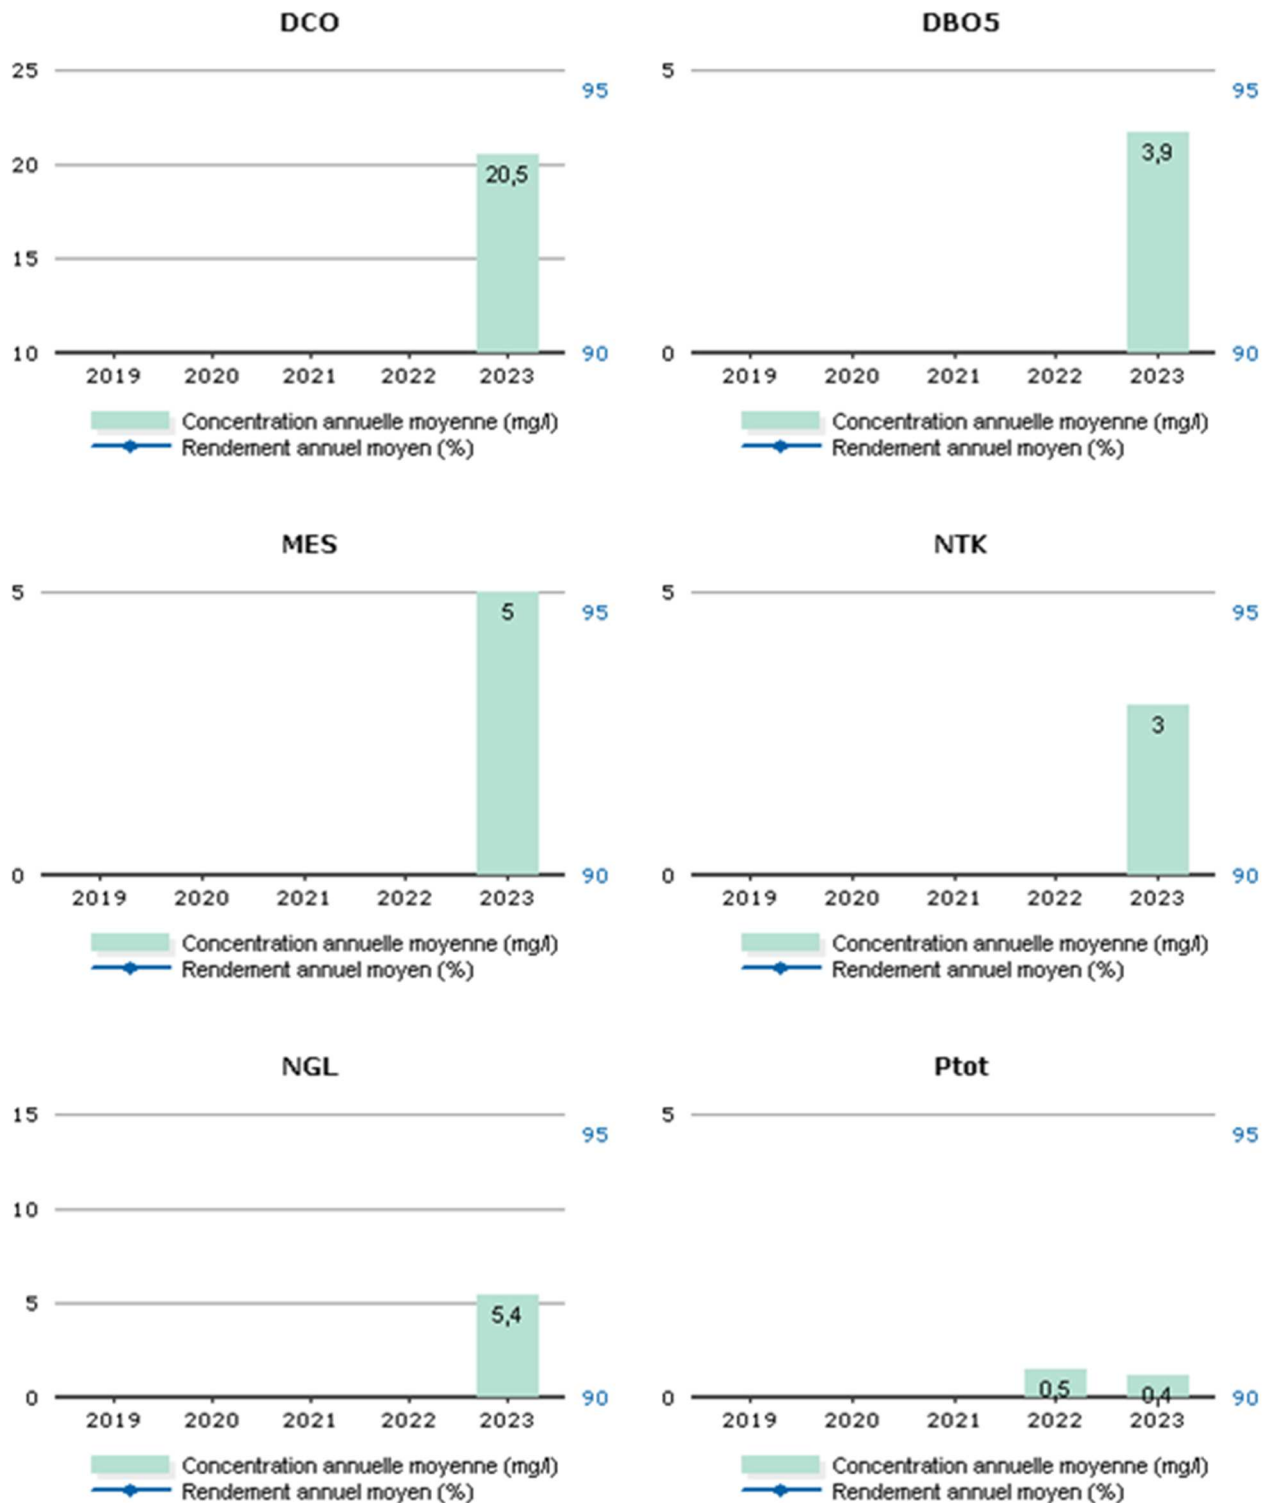 DCO
25
95
20
20,5
15
10
90
2019 2020 2021 2022 2023
Concentration annuelle moyenne (mg/l)
Rendement annuel moyen (%)
DBO5
5
95
3,9
0
90
2019 2020 2021 2022 2023
Concentration annuelle moyenne (mg/l)
Rendement annuel moyen (%)
MES
5
95
5
0
90
2019 2020 2021 2022 2023
Concentration annuelle moyenne (mg/l)
Rendement annuel moyen (%)
NTK
5
95
3
0
90
2019 2020 2021 2022 2023
Concentration annuelle moyenne (mg/l)
Rendement annuel moyen (%)
NGL
15
95
10
5
5,4
0
90
2019 2020 2021 2022 2023
Concentration annuelle moyenne (mg/l)
Rendement annuel moyen (%)
Ptot
5
95
0,5
0,4
0
90
2019 2020 2021 2022 2023
Concentration annuelle moyenne (mg/l)
Rendement annuel moyen (%)